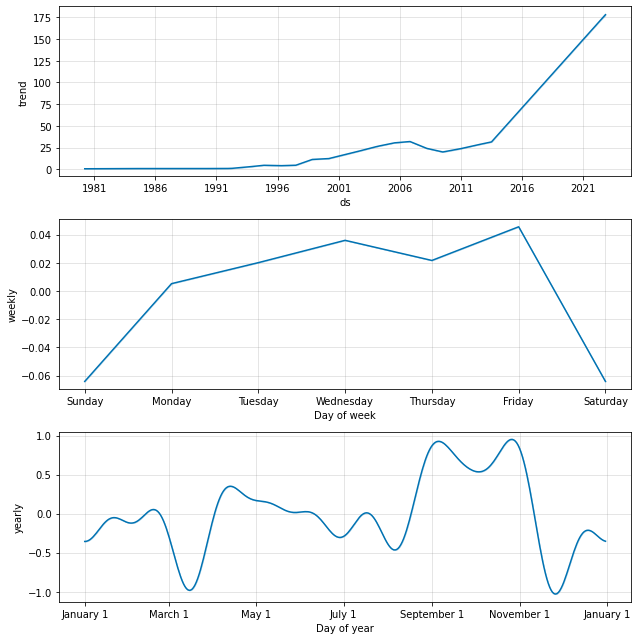 175
150
125
100
75
50
25
0
trend
1981 1986 1991 1996 2001 2006 2011 2016 2021
ds
0.04
0.02
0.00
−0.02
−0.04
−0.06
weekly
Sunday Monday Tuesday Wednesday Thursday Friday Saturday
Day of week
1.0
0.5
0.0
−0.5
−1.0
yearly
January 1 March 1 May 1 July 1 September 1 November 1 January 1
Day of year